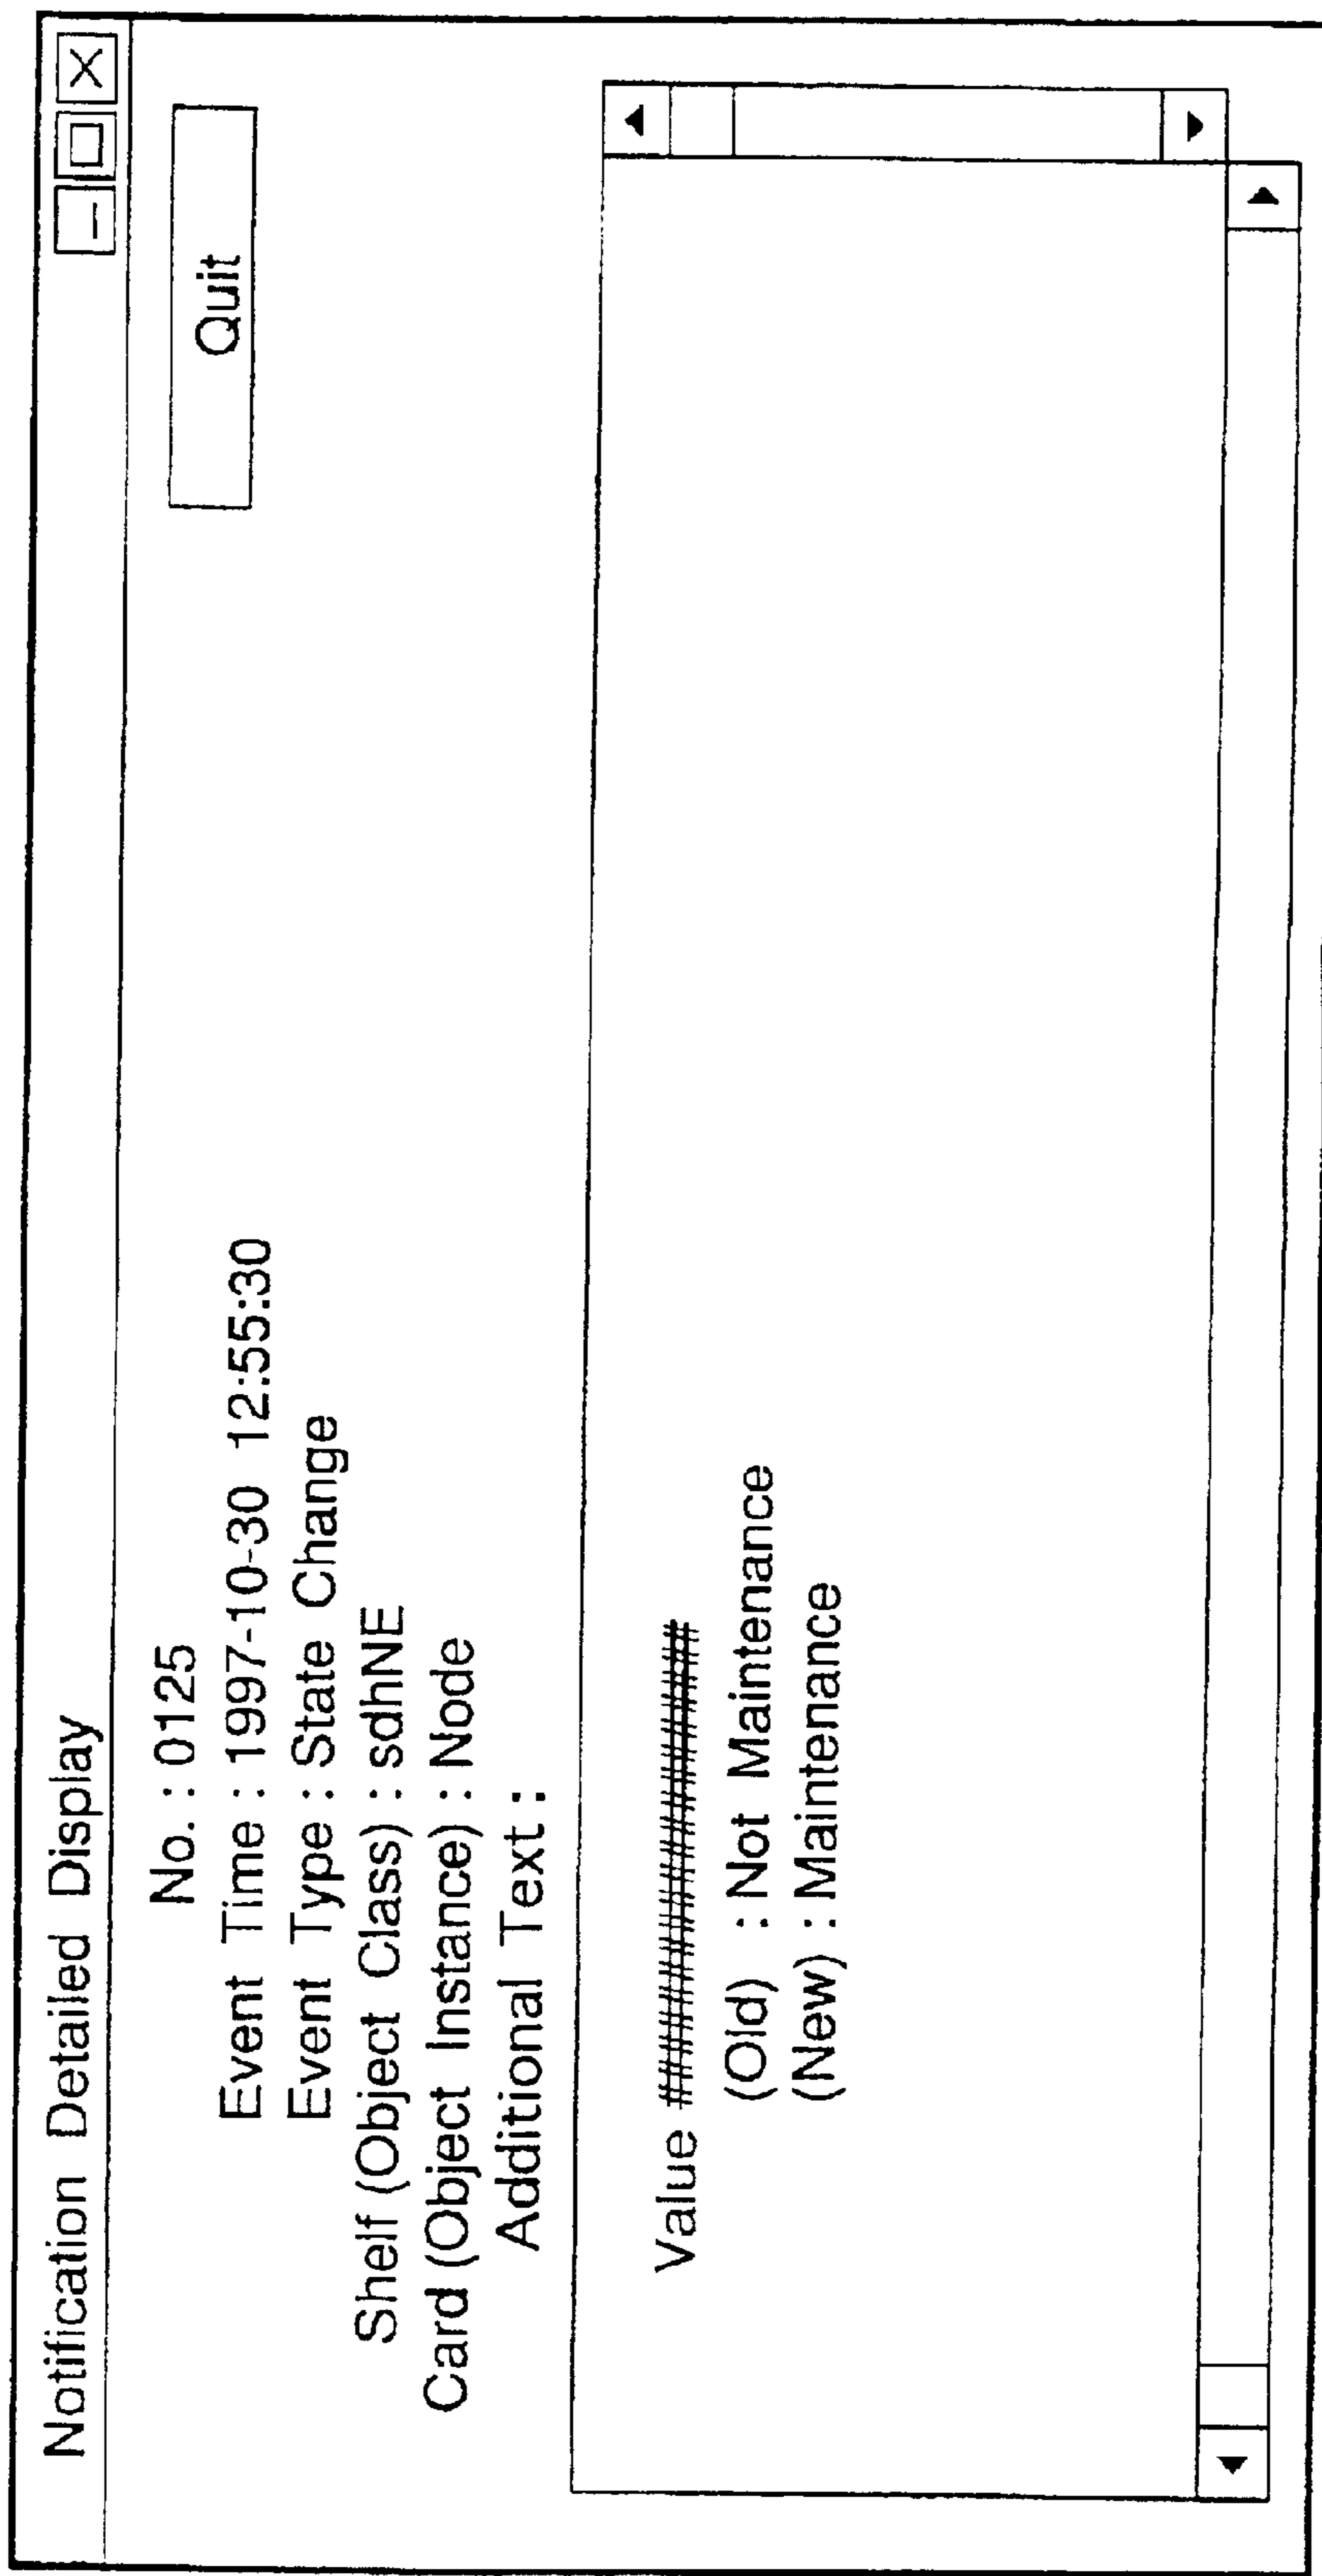 Notification Detailed Display
Quit
No. : 0125
Event Time : 1997-10-30 12:55:30
Event Type : State Change
Shelf (Object Class) : sdhNE
Card (Object Instance) : Node
Additional Text :
Value
(Old) : Not Maintenance
(New) : Maintenance